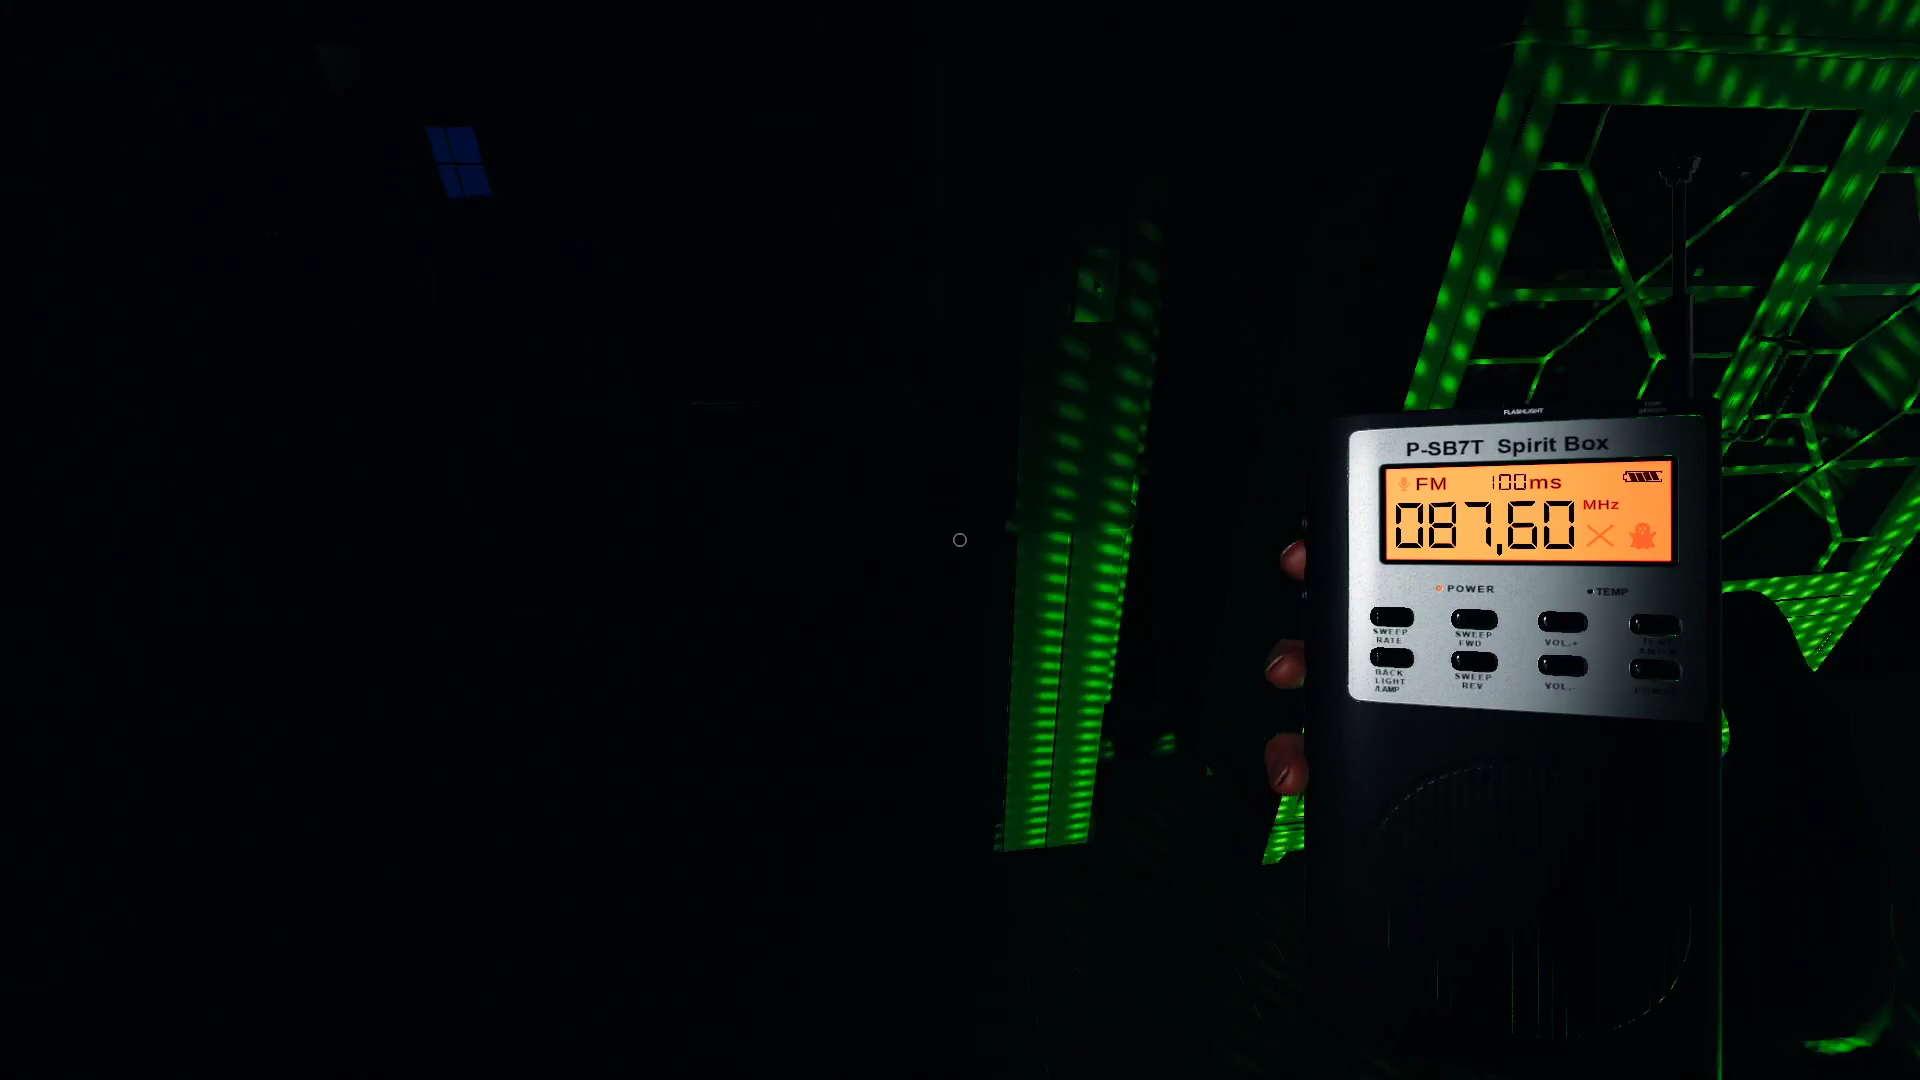 FLASHLIGHT
P-SB7T Spirit Box
FM 100ms
087,60 MHz
POWER
TEMP
SWEEP RATE
SWEEP FWD
VOL.+
BACK LIGHT /LAMP
SWEEP REV
VOL.-
POWER